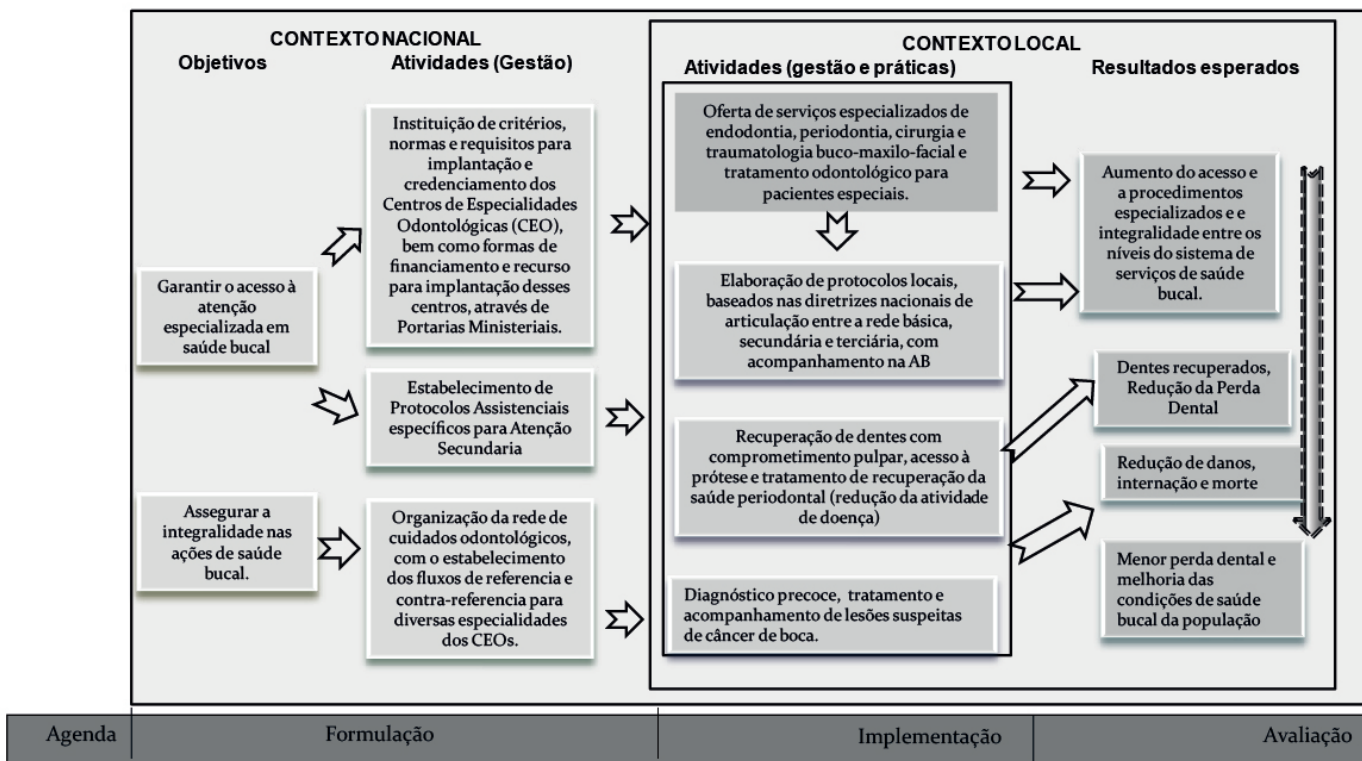 CONTEXTO NACIONAL
Objetivos
Atividades (Gestão)
Garantir o acesso à
atenção
especializada em
saúde bucal
Assegurar a
integralidade nas
ações de saúde
bucal.
Instituição de critérios,
normas e requisitos para
implantação e
credenciamento dos
Centros de Especialidades
Odontológicas (CEO),
bem como formas de
financiamento e recurso
para implantação desses
centros, através de
Portarias Ministeriais.
Estabelecimento de
Protocolos Assistenciais
específicos para Atenção
Secundaria
Organização da rede de
cuidados odontológicos,
com o estabelecimento
dos fluxos de referencia e
contra-referencia para
diversas especialidades
dos CEOs.
CONTEXTO LOCAL
Atividades (gestão e práticas)
Resultados esperados
Oferta de serviços especializados de
endodontia, periodontia, cirurgia e
traumatologia buco-maxilo-facial e
tratamento odontológico para
pacientes especiais.
Elaboração de protocolos locais,
baseados nas diretrizes nacionais de
articulação entre a rede básica,
secundária e terciária, com
acompanhamento na AB
Recuperação de dentes com
comprometimento pulpar, acesso à
prótese e tratamento de recuperação da
saúde periodontal (redução da atividade
de doença)
Diagnóstico precoce, tratamento e
acompanhamento de lesões suspeitas
de câncer de boca.
Aumento do acesso e
a procedimentos
especializados e e
integralidade entre os
níveis do sistema de
serviços de saúde
bucal.
Dentes recuperados,
Redução da Perda
Dental
Redução de danos,
internação e morte
Menor perda dental e
melhoria das
condições de saúde
bucal da população
Agenda
Formulação
Implementação
Avaliação